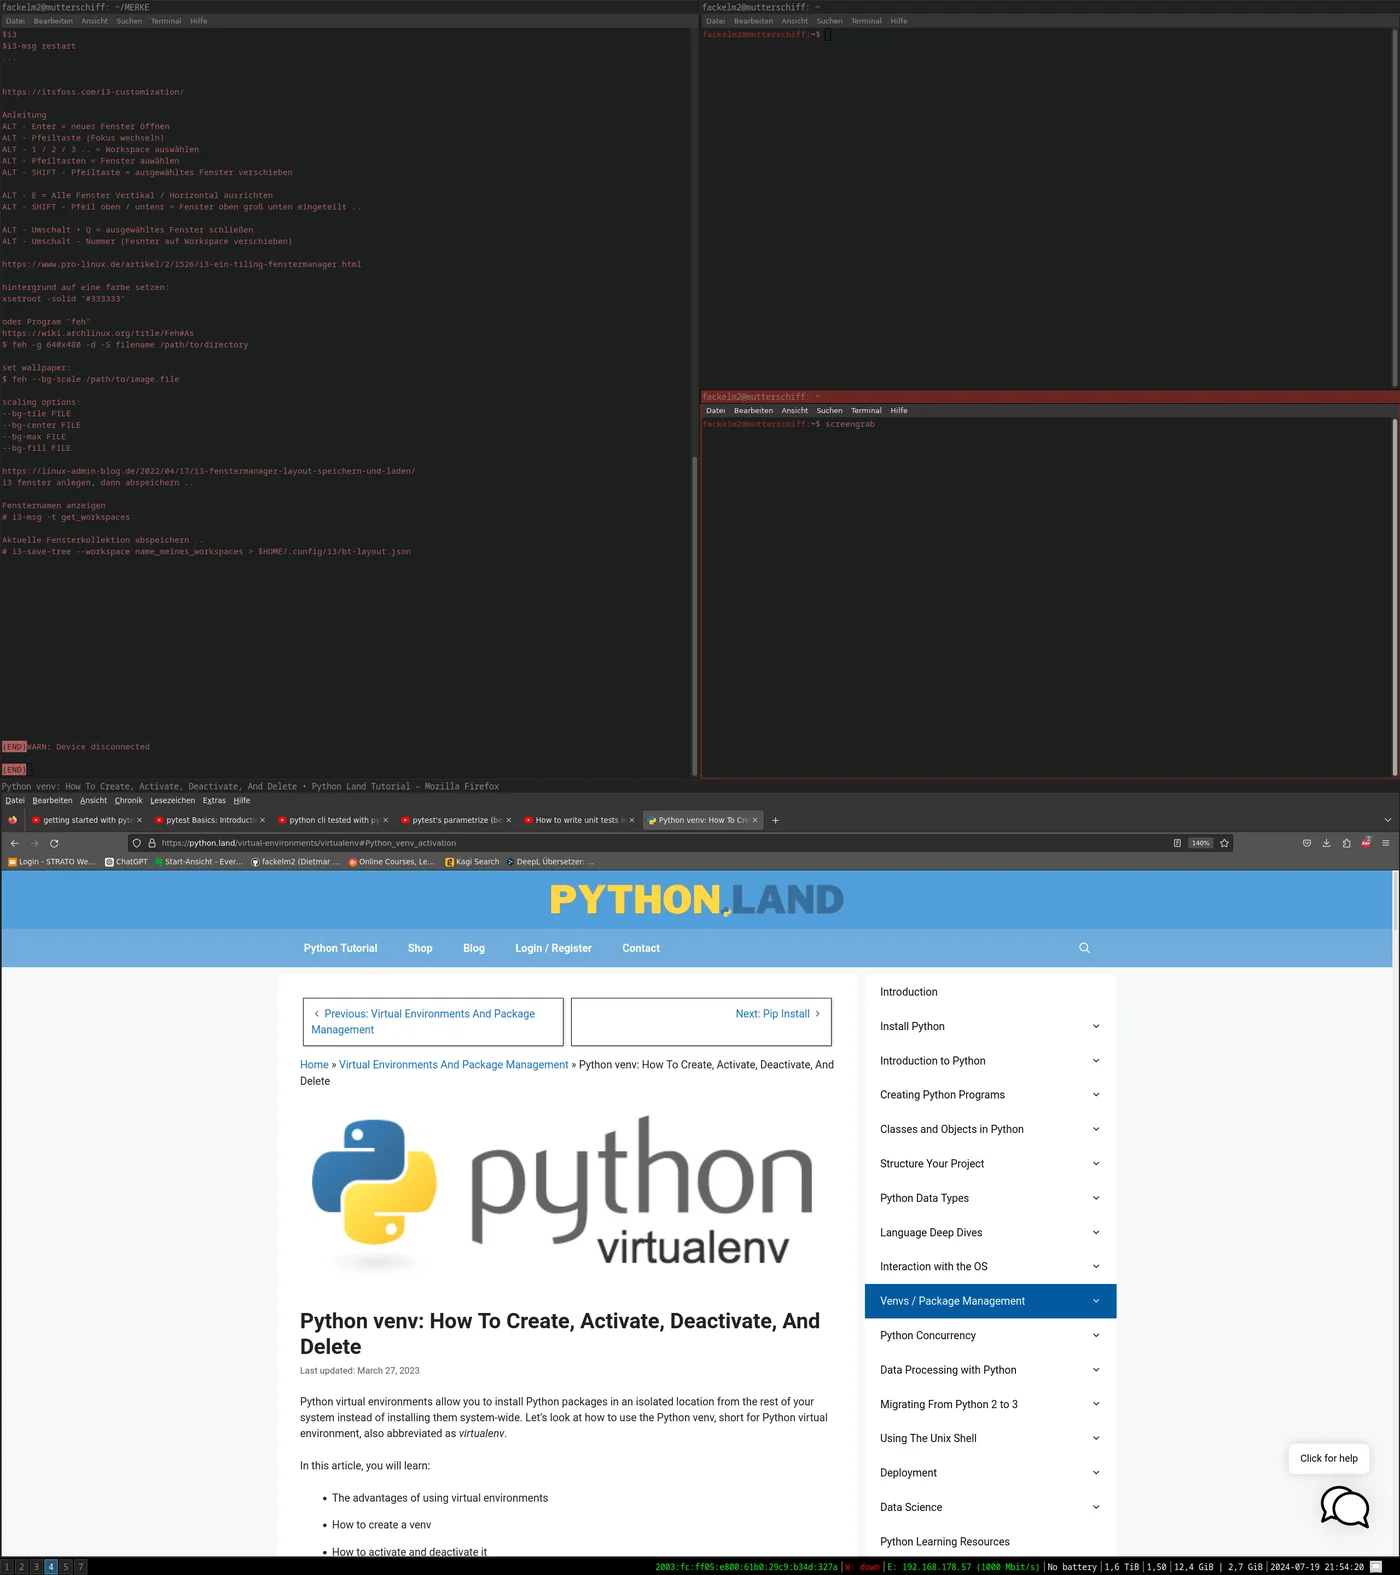 fackelm2@mutterschiff: ~/MERKE
Datei Bearbeiten Ansicht Suchen Terminal Hilfe
$i3
$i3-msg restart
...
https://itsfoss.com/i3-customization/
Anleitung
ALT - Enter = neues Fenster öffnen
ALT - Pfeiltaste (Fokus wechseln)
ALT - 1 / 2 / 3 .. = Workspace auswählen
ALT - Pfeiltasten = Fenster auwählen
ALT - SHIFT - Pfeiltaste = ausgewähltes Fenster verschieben
ALT - E = Alle Fenster Vertikal / Horizontal ausrichten
ALT - SHIFT - Pfeil oben / untenr = Fenster oben groß unten eingeteilt ..
ALT - Umschalt + Q = ausgewähltes Fenster schließen
ALT - Umschalt - Nummer (Fesnter auf Workspace verschieben)
https://www.pro-linux.de/artikel/2/1526/i3-ein-tiling-fenstermanager.html
hintergrund auf eine farbe setzen:
xsetroot -solid "#333333"
oder Program "feh"
https://wiki.archlinux.org/title/Feh#As
$ feh -g 640x480 -d -S filename /path/to/directory
set wallpaper:
$ feh --bg-scale /path/to/image.file
scaling options:
--bg-tile FILE
--bg-center FILE
--bg-max FILE
--bg-fill FILE
https://linux-admin-blog.de/2022/04/17/i3-fenstermanager-layout-speichern-und-laden/
i3 fenster anlegen, dann abspeichern ..
Fensternamen anzeigen
# i3-msg -t get_workspaces
Aktuelle Fensterkollektion abspeichern ..
# i3-save-tree --workspace name_meines_workspaces > $HOME/.config/i3/bt-layout.json
(END)WARN: Device disconnected
(END)
fackelm2@mutterschiff: ~
Datei Bearbeiten Ansicht Suchen Terminal Hilfe
fackelm2@mutterschiff:~$
fackelm2@mutterschiff: ~
Datei Bearbeiten Ansicht Suchen Terminal Hilfe
fackelm2@mutterschiff:~$ screengrab
Python venv: How To Create, Activate, Deactivate, And Delete • Python Land Tutorial — Mozilla Firefox
Datei Bearbeiten Ansicht Chronik Lesezeichen Extras Hilfe
getting started with pyte pytest Basics: Introducti python cli tested with py pytest's parametrize (be How to write unit tests i Python venv: How To Cre
https://python.land/virtual-environments/virtualenv#Python_venv_activation 140% 2
Login - STRATO We... ChatGPT Start-Ansicht - Ever... fackelm2 (Dietmar ... Online Courses, Le... Kagi Search DeepL Übersetzer: ...
PYTHON.LAND
Python Tutorial Shop Blog Login / Register Contact
Previous: Virtual Environments And Package Management
Next: Pip Install
Home » Virtual Environments And Package Management » Python venv: How To Create, Activate, Deactivate, And
Delete
python
virtualenv
Python venv: How To Create, Activate, Deactivate, And
Delete
Last updated: March 27, 2023
Python virtual environments allow you to install Python packages in an isolated location from the rest of your
system instead of installing them system-wide. Let's look at how to use the Python venv, short for Python virtual
environment, also abbreviated as virtualenv.
In this article, you will learn:
• The advantages of using virtual environments
• How to create a venv
• How to activate and deactivate it
Introduction
Install Python
Introduction to Python
Creating Python Programs
Classes and Objects in Python
Structure Your Project
Python Data Types
Language Deep Dives
Interaction with the OS
Venvs / Package Management
Python Concurrency
Data Processing with Python
Migrating From Python 2 to 3
Using The Unix Shell
Deployment
Data Science
Python Learning Resources
Click for help
1 2 3 4 5 7
2003:fc:ff05:e800:61b0:29c9:b34d:327a|W: down|E: 192.168.178.57 (1000 Mbit/s)|No battery|1,6 TiB|1,50|12,4 GiB | 2,7 GiB|2024-07-19 21:54:20